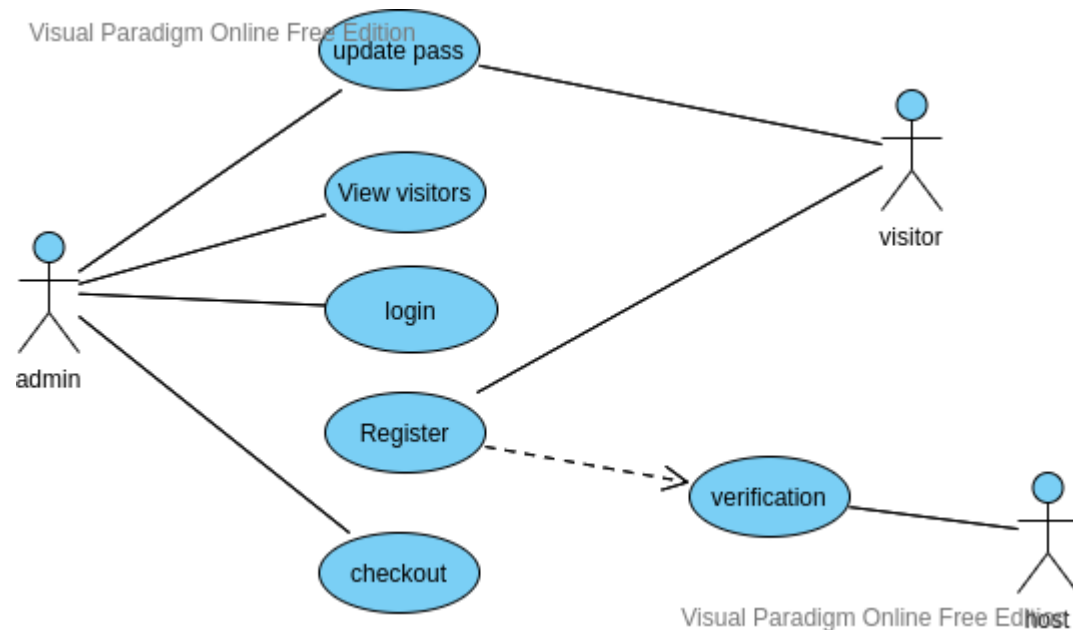 Visual Paradigm Online Free Edition
update pass
View visitors
visitor
login
admin
Register
verification
checkout
Visual Paradigm Online Free Edition
host